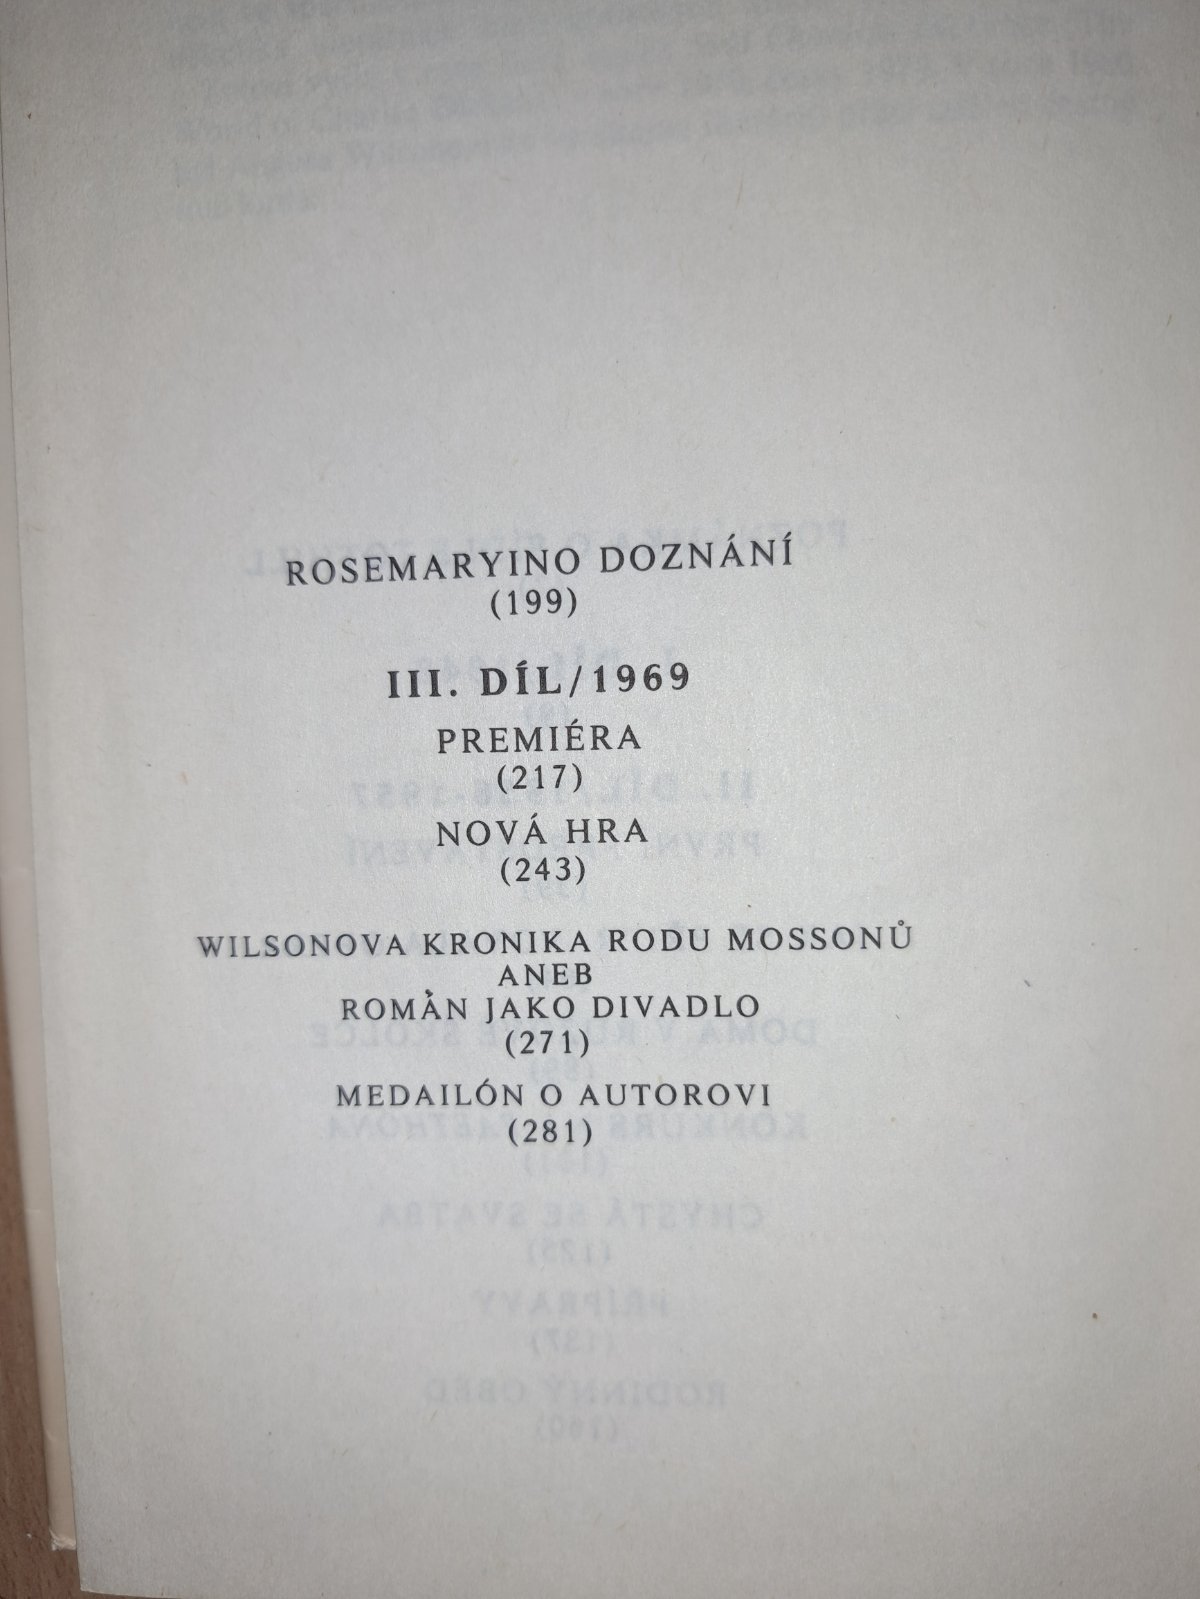 ROSEMARYINO DOZNÁNÍ
(199)
III. DÍL/1969
PREMIÉRA
(217)
NOVÁ HRA
(243)
WILSONOVA KRONIKA RODU MOSSONŮ
ANEB
ROMÁN JAKO DIVADLO
(271)
MEDAILÓN O AUTOROVI
(281)